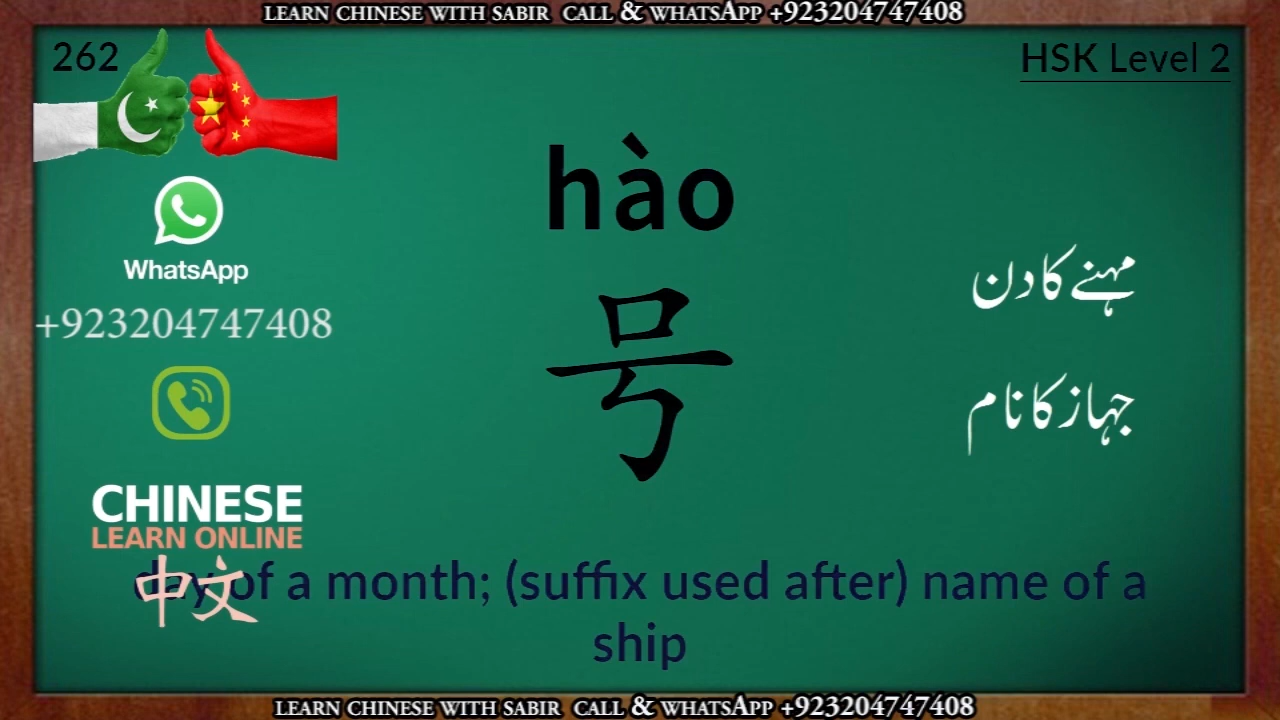 LEARN CHINESE WITH SABIR CALL & WHATSAPP +923204747408
262
HSK Level 2
hào
号
WhatsApp
+923204747408
مہنے کا دن
جہاز کا نام
CHINESE
LEARN ONLINE
中文
day of a month; (suffix used after) name of a
ship
LEARN CHINESE WITH SABIR CALL & WHATSAPP +923204747408